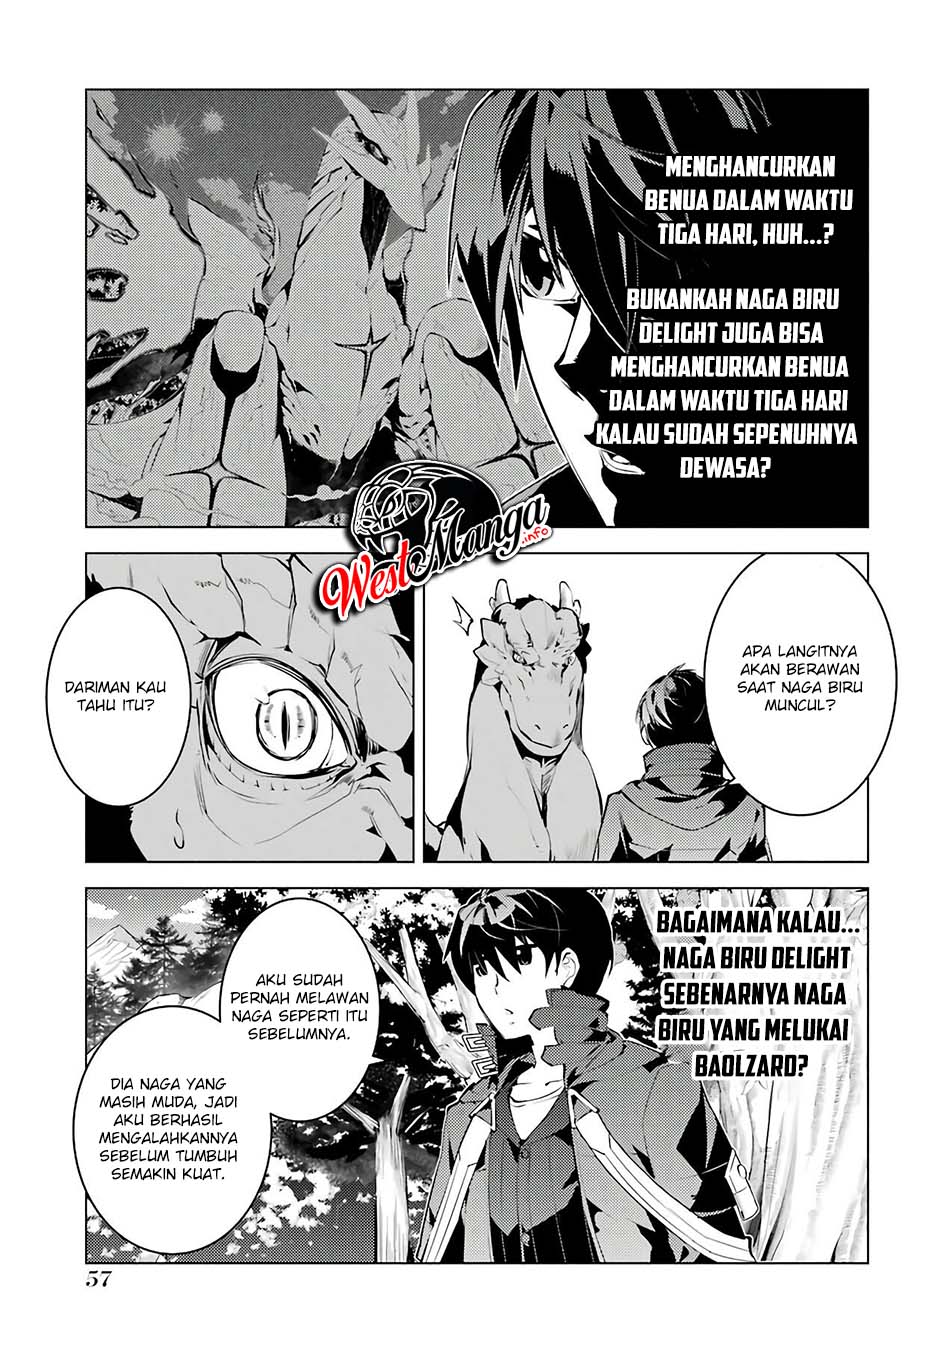 MENGHANCURKAN
BENUA DALAM WAKTU
TIGA HARI, HUH...?
BUKANKAH NAGA BIRU
DELIGHT JUGA BISA
MENGHANCURKAN BENUA
DALAM WAKTU TIGA HARI
KALAU SUDAH SEPENUHNYA
DEWASA?
WestManga
.info
APA LANGITNYA
AKAN BERAWAN
SAAT NAGA BIRU
MUNCUL?
DARIMAN KAU
TAHU ITU?
BAGAIMANA KALAU...
NAGA BIRU DELIGHT
SEBENARNYA NAGA
BIRU YANG MELUKAI
BAOLZARD?
AKU SUDAH
PERNAH MELAWAN
NAGA SEPERTI ITU
SEBELUMNYA.
DIA NAGA YANG
MASIH MUDA, JADI
AKU BERHASIL
MENGALAHKANNYA
SEBELUM TUMBUH
SEMAKIN KUAT.
57